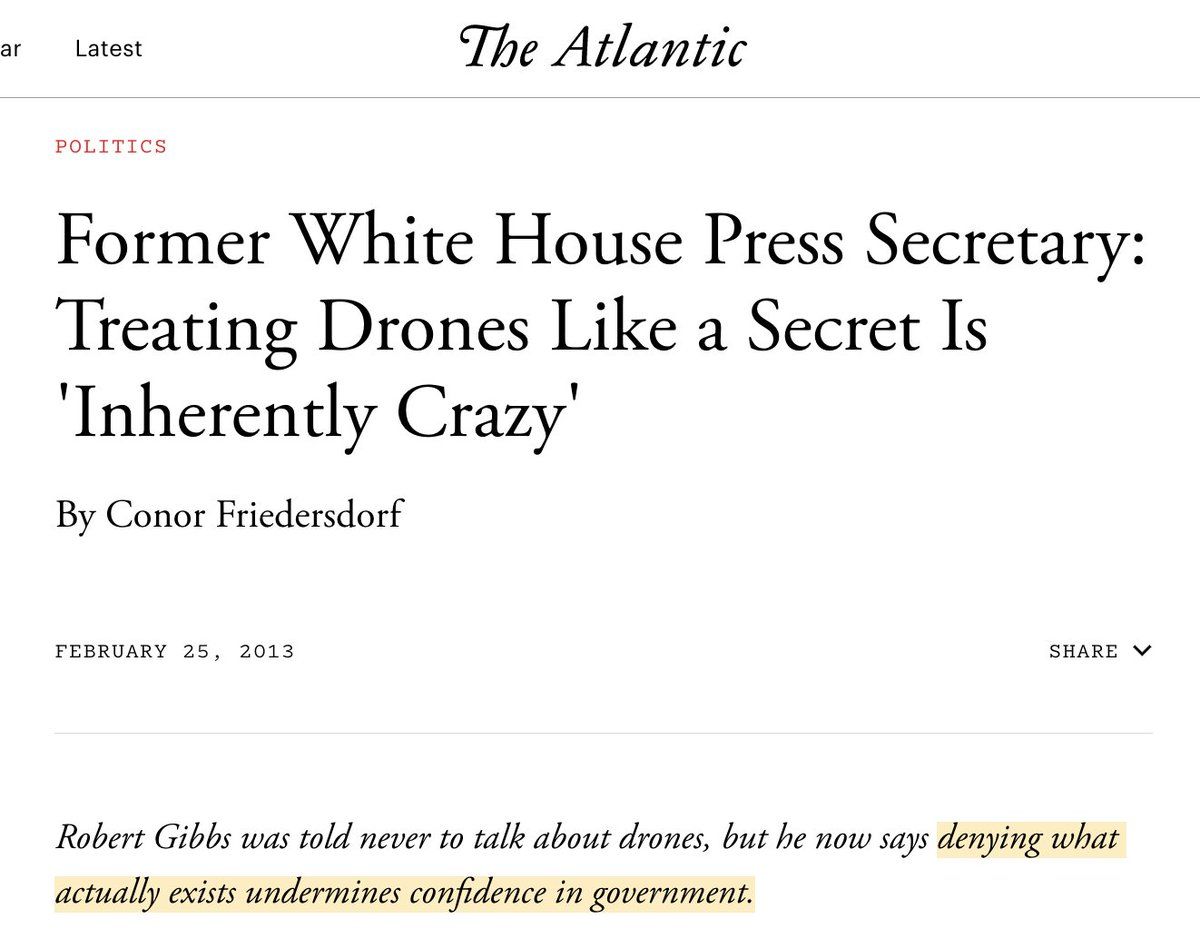 ar Latest The Atlantic
POLITICS
Former White House Press Secretary:
Treating Drones Like a Secret Is
'Inherently Crazy'
By Conor Friedersdorf
FEBRUARY 25, 2013 SHARE
Robert Gibbs was told never to talk about drones, but he now says denying what
actually exists undermines confidence in government.